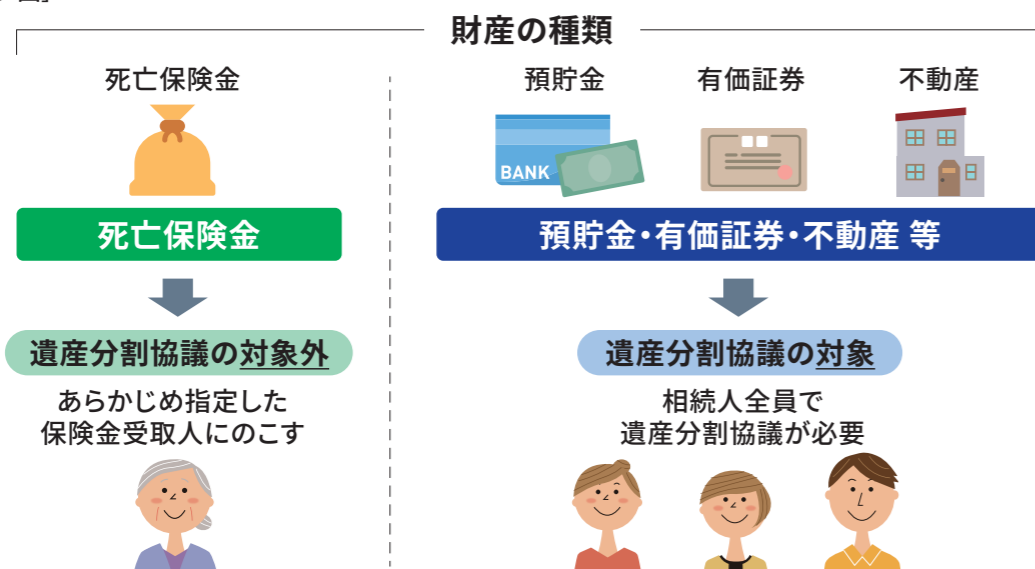 財産の種類
死亡保険金
預貯金
有価証券
不動産
BANK
死亡保険金
預貯金・有価証券・不動産 等
遺産分割協議の対象外
あらかじめ指定した
保険金受取人にのこす
遺産分割協議の対象
相続人全員で
遺産分割協議が必要